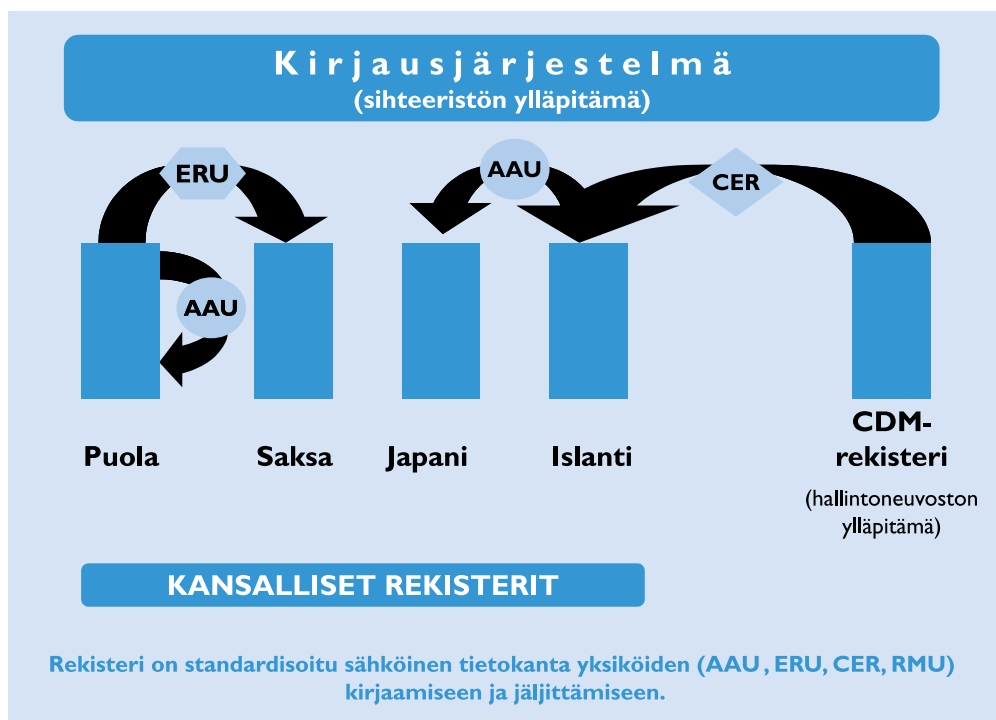 Kirjausjärjestelmä
(sihteeristön ylläpitämä)
ERU
AAU
CER
AAU
Puola
Saksa
Japani
Islanti
CDM-
rekisteri
(hallintoneuvoston
ylläpitämä)
KANSALLISET REKISTERIT
Rekisteri on standardisoitu sähköinen tietokanta yksiköiden (AAU, ERU, CER, RMU)
kirjaamiseen ja jäljittämiseen.